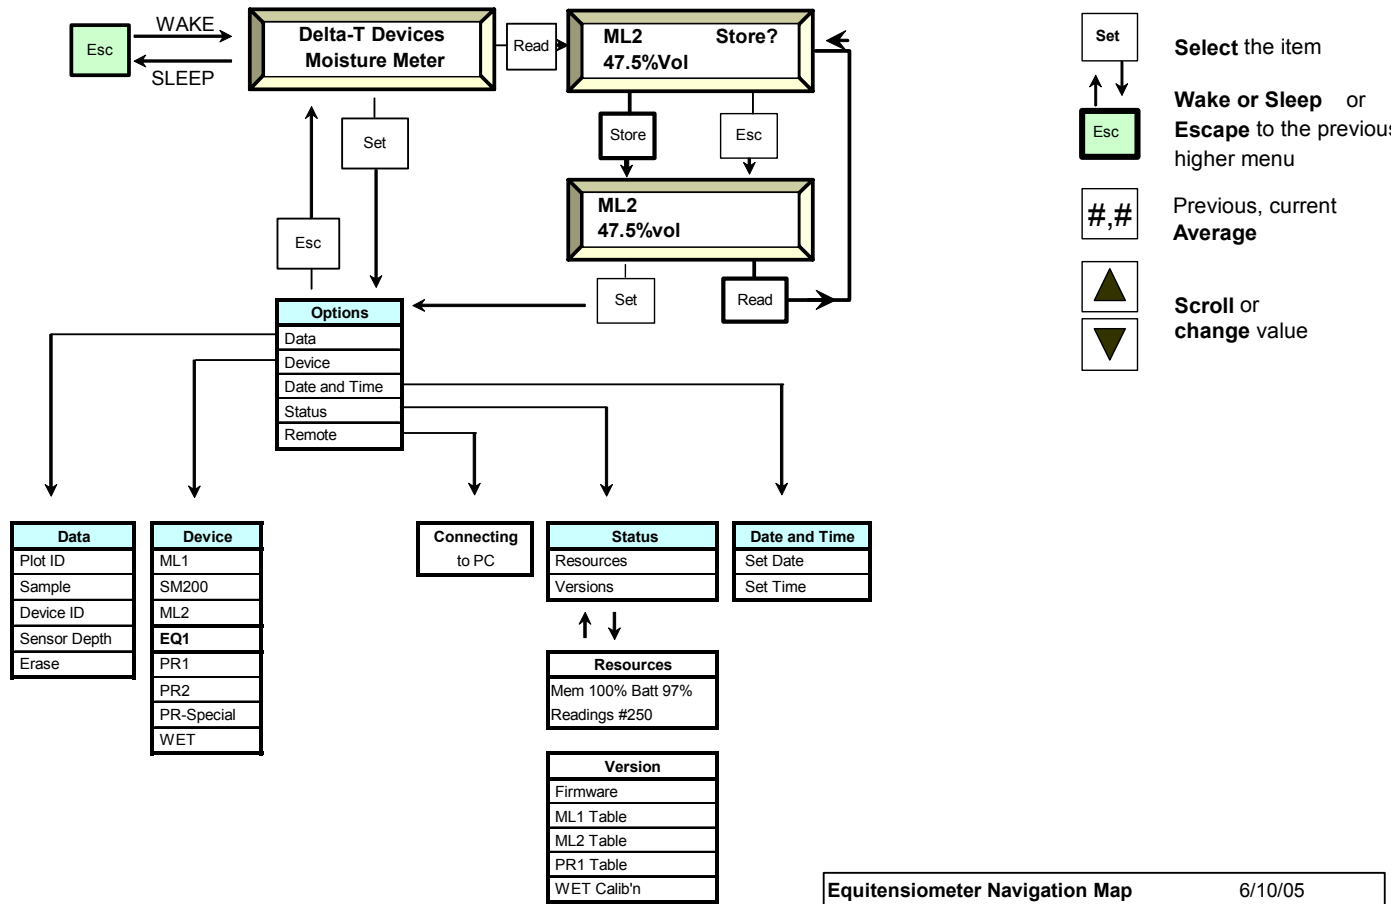 Esc
WAKE
SLEEP
Delta-T Devices
Moisture Meter
Read
ML2 Store?
47.5%Vol
Set
Store
Esc
ML2
47.5%vol
Esc
Set
Read
Set
Select the item
Esc
Wake or Sleep or
Escape to the previous
higher menu
#,#
Previous, current
Average
Scroll or
change value
Options
Data
Device
Date and Time
Status
Remote
Data
Plot ID
Sample
Device ID
Sensor Depth
Erase
Device
ML1
SM200
ML2
EQ1
PR1
PR2
PR-Special
WET
Connecting
to PC
Status
Resources
Versions
Date and Time
Set Date
Set Time
Resources
Mem 100% Batt 97%
Readings #250
Version
Firmware
ML1 Table
ML2 Table
PR1 Table
WET Calib'n
Equitensiometer Navigation Map 6/10/05